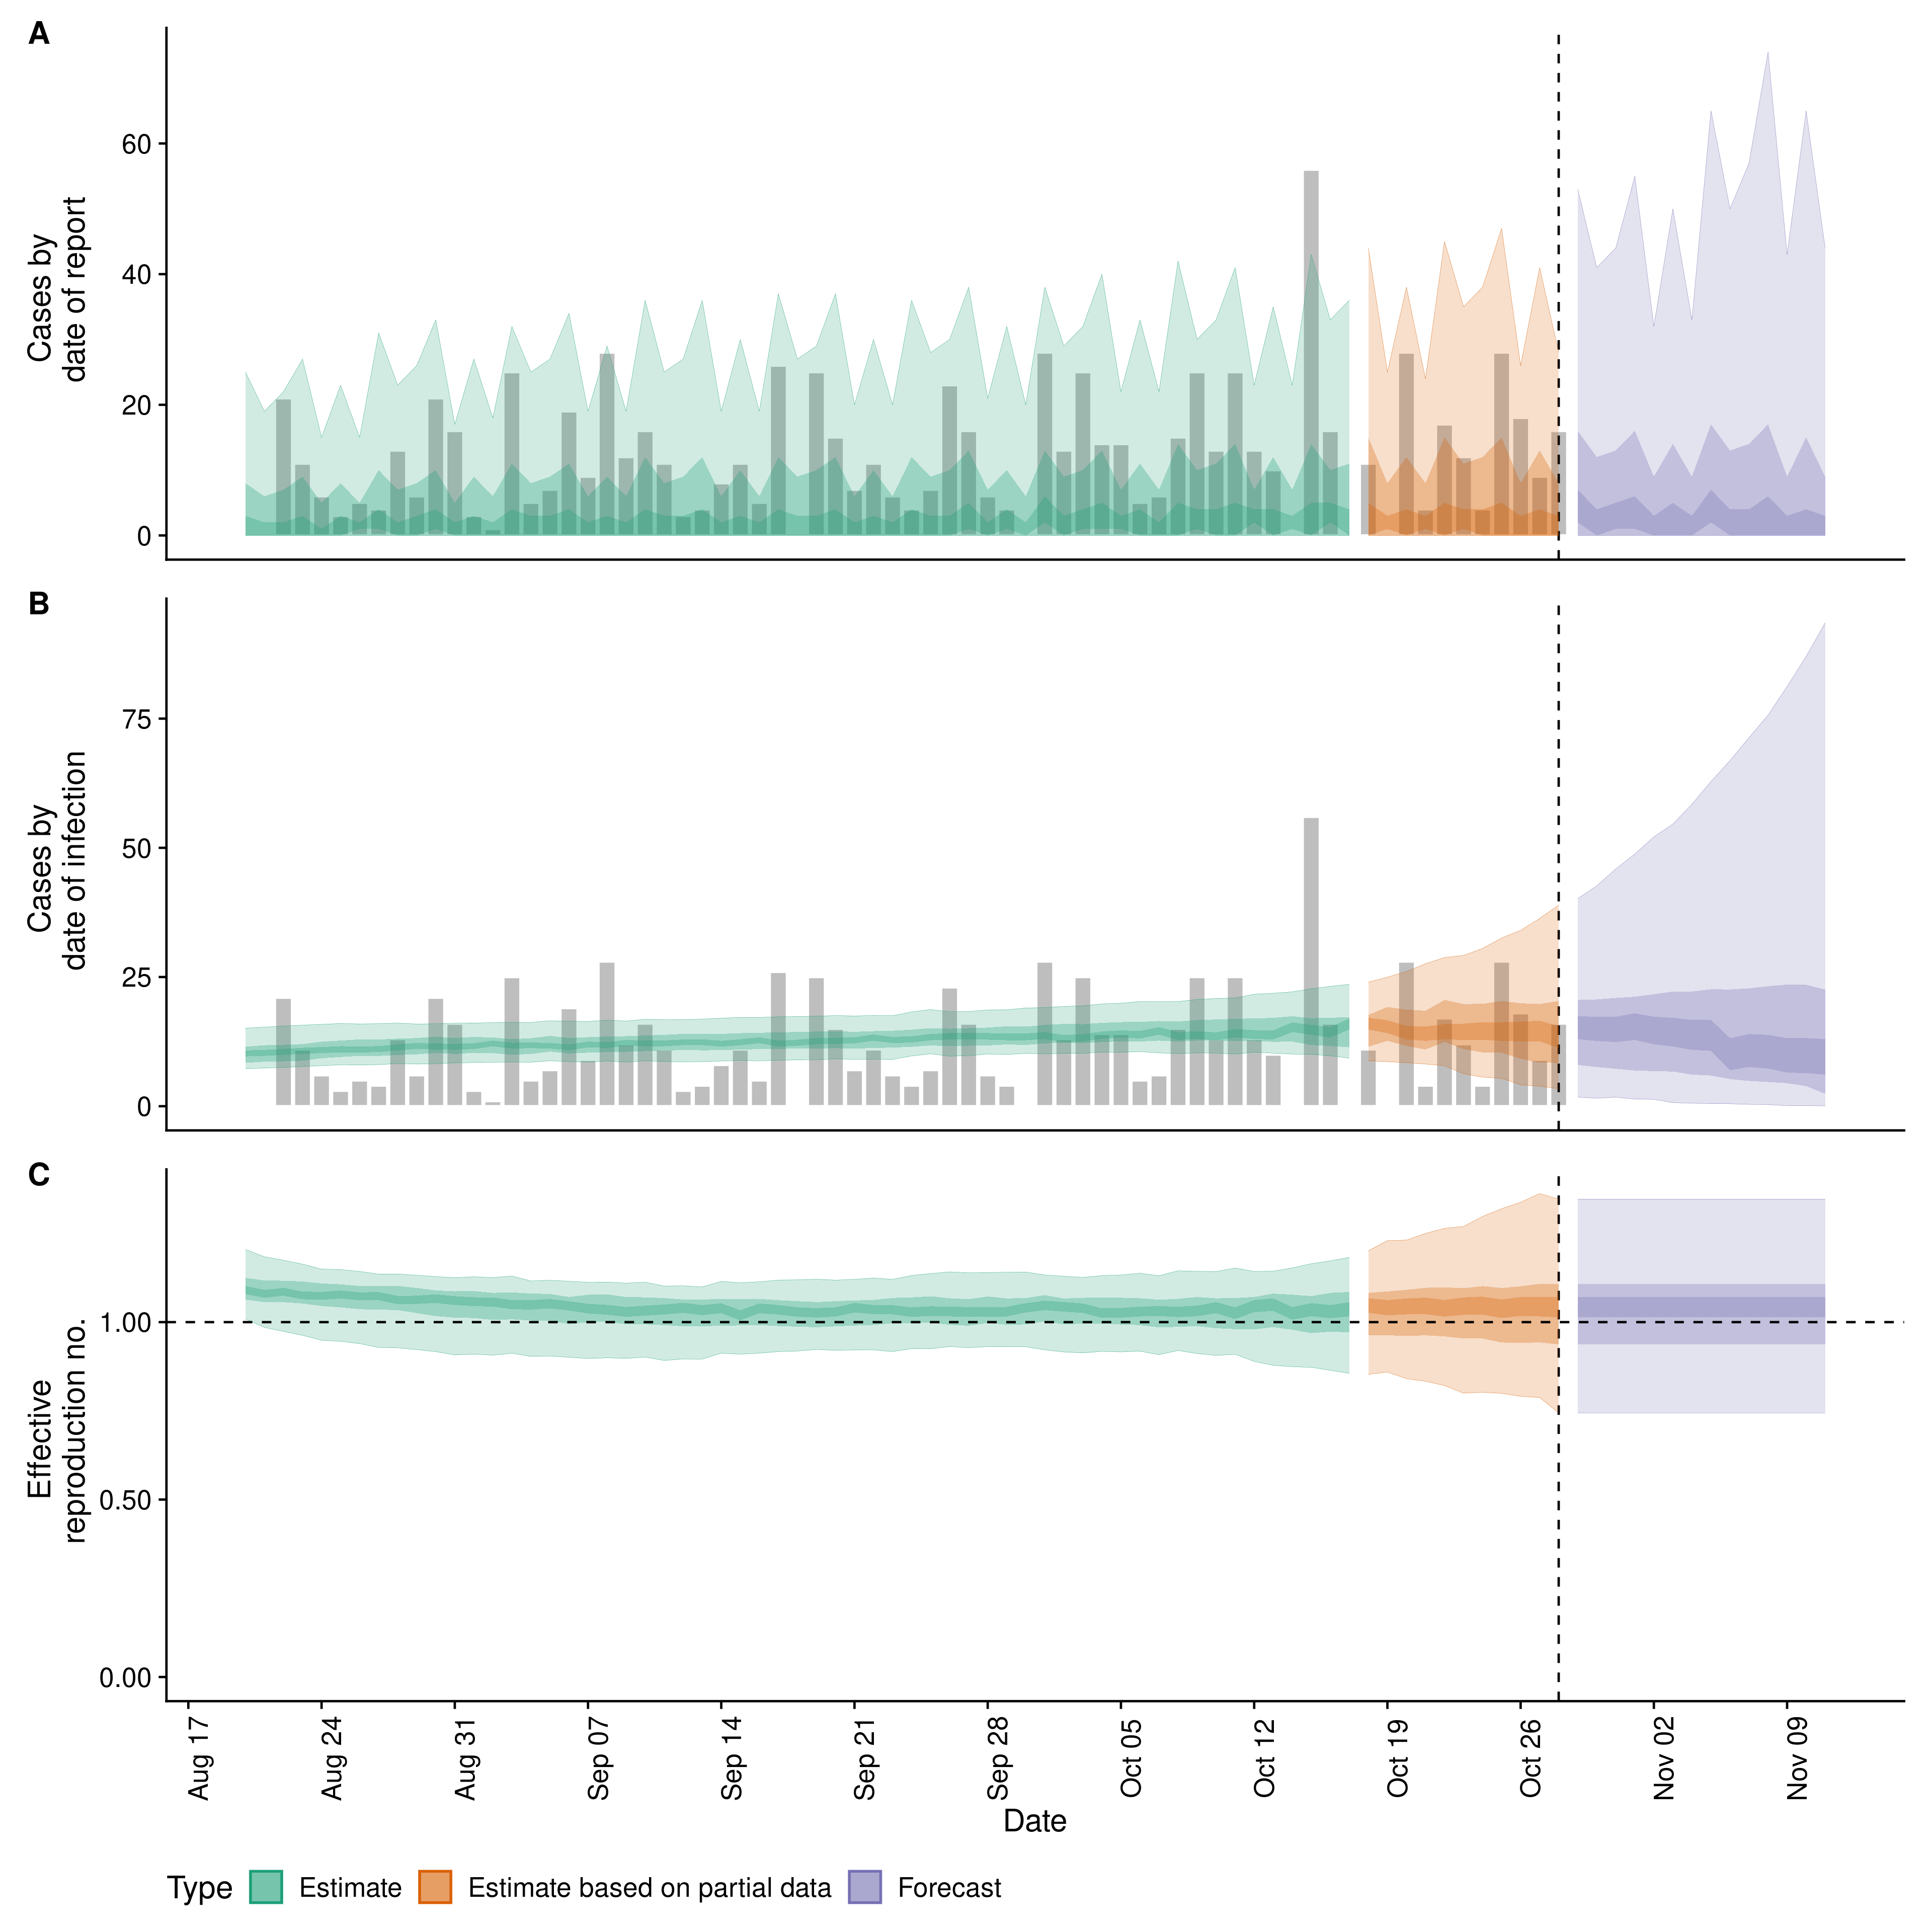 A
Cases by
date of report
60
40
20
0
B
Cases by
date of infection
75
50
25
0
C
Effective
reproduction no.
1.00
0.50
0.00
Aug 17
Aug 24
Aug 31
Sep 07
Sep 14
Sep 21
Sep 28
Oct 05
Oct 12
Oct 19
Oct 26
Nov 02
Nov 09
Date
Type Estimate Estimate based on partial data Forecast